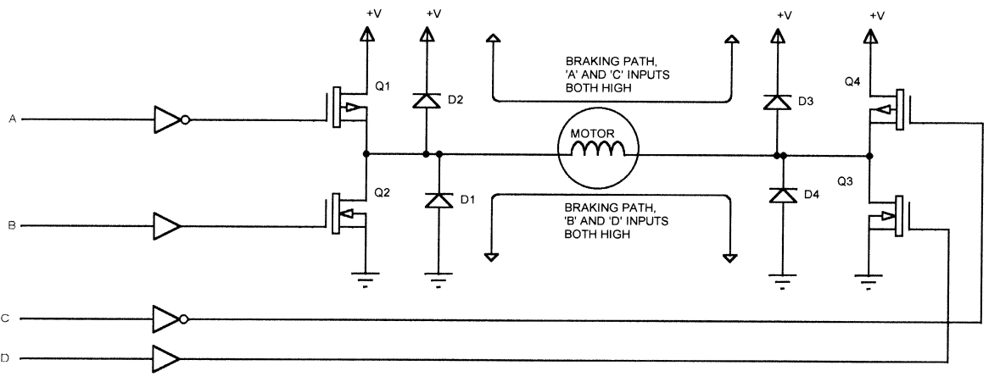 +V
+V
+V
+V
BRAKING PATH,
'A' AND 'C' INPUTS
BOTH HIGH
Q1
Q4
D2
D3
A
MOTOR
Q2
Q3
D1
D4
BRAKING PATH,
'B' AND 'D' INPUTS
BOTH HIGH
B
C
D